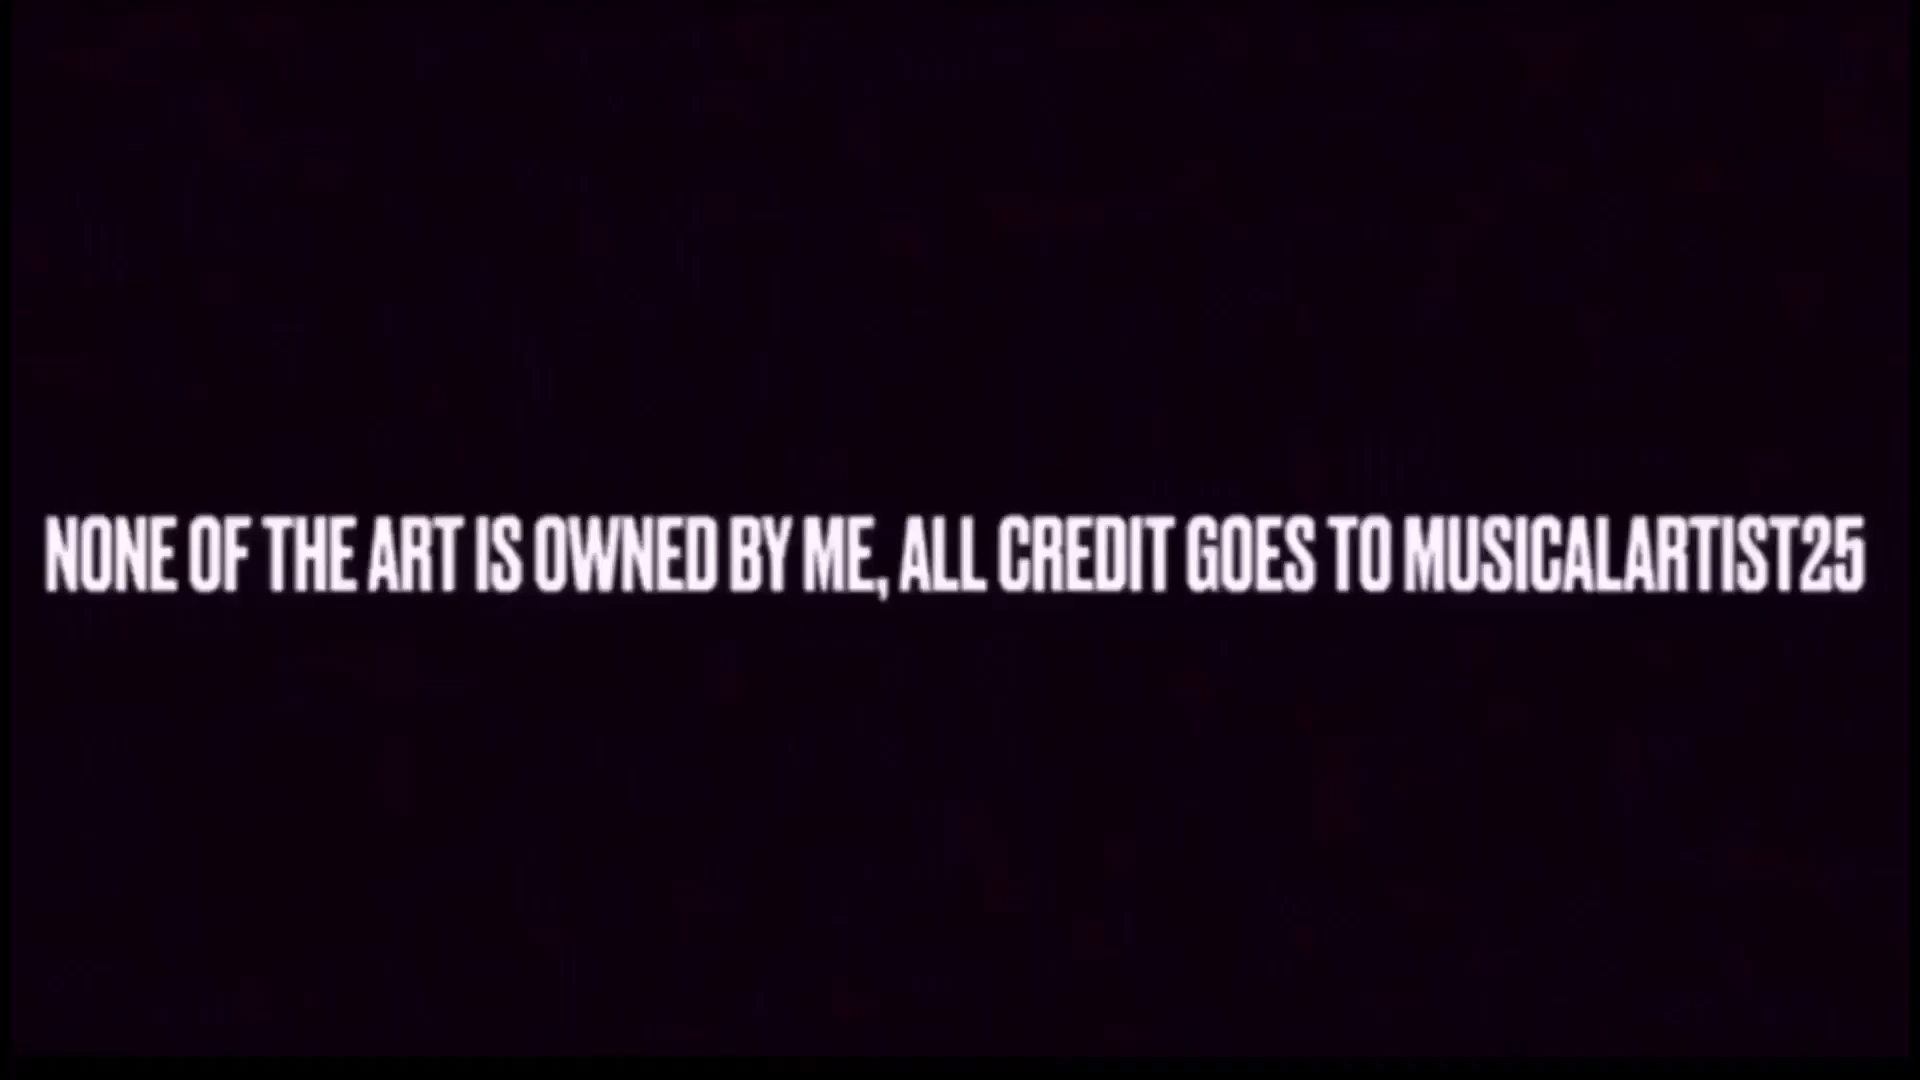 NONE OF THE ART IS OWNED BY ME, ALL CREDIT GOES TO MUSICALARTIST25